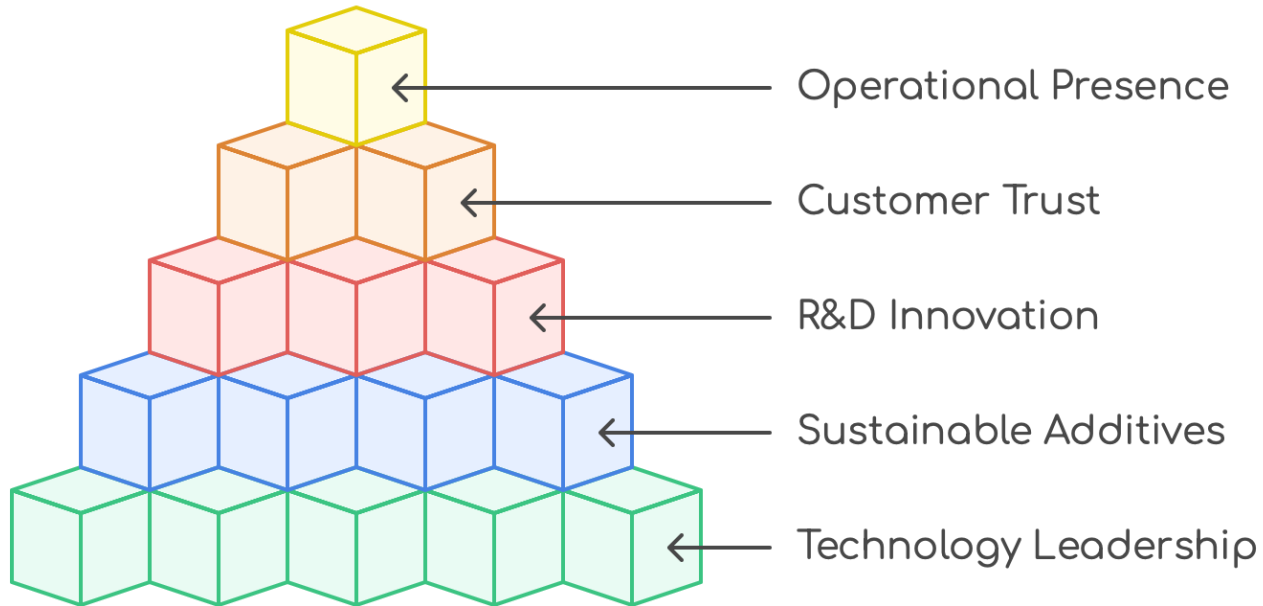 Operational Presence
Customer Trust
R&D Innovation
Sustainable Additives
Technology Leadership